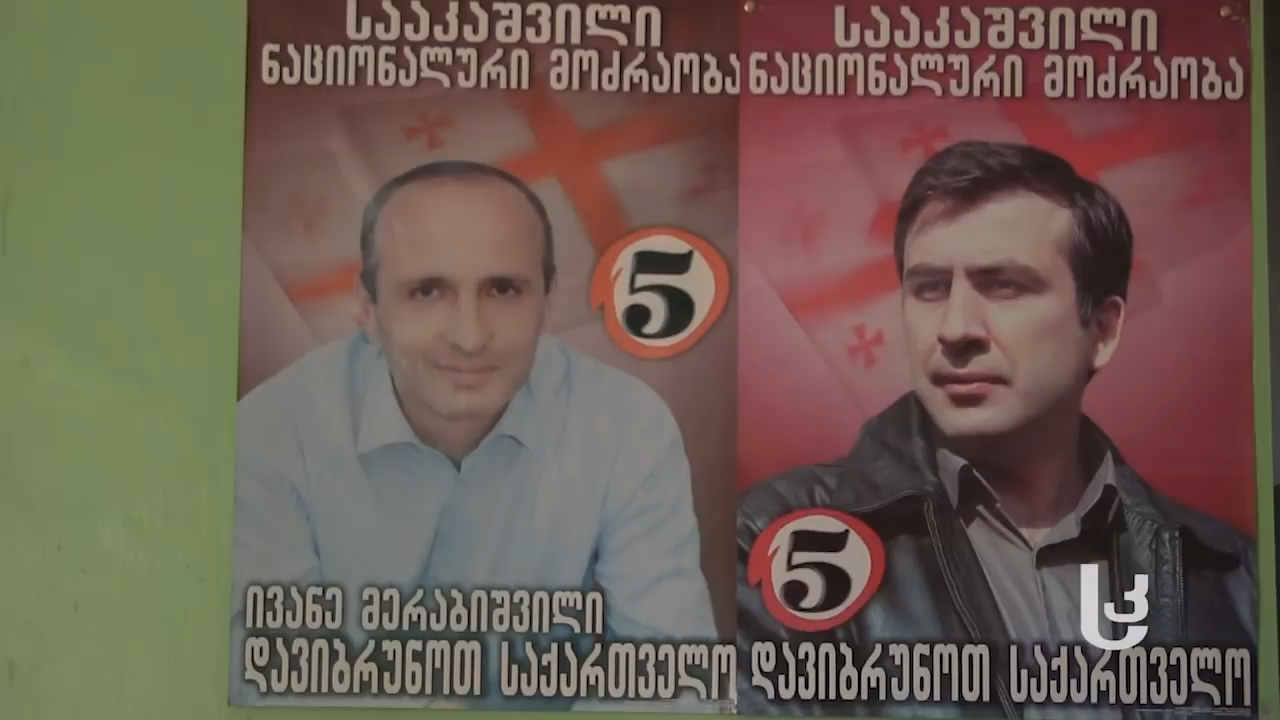 სააკაშვილი
ნაციონალური მოძრაობა
5
ივანე მერაბიშვილი
დავიბრუნოთ საქართველო
სააკაშვილი
ნაციონალური მოძრაობა
5
დავიბრუნოთ საქართველო